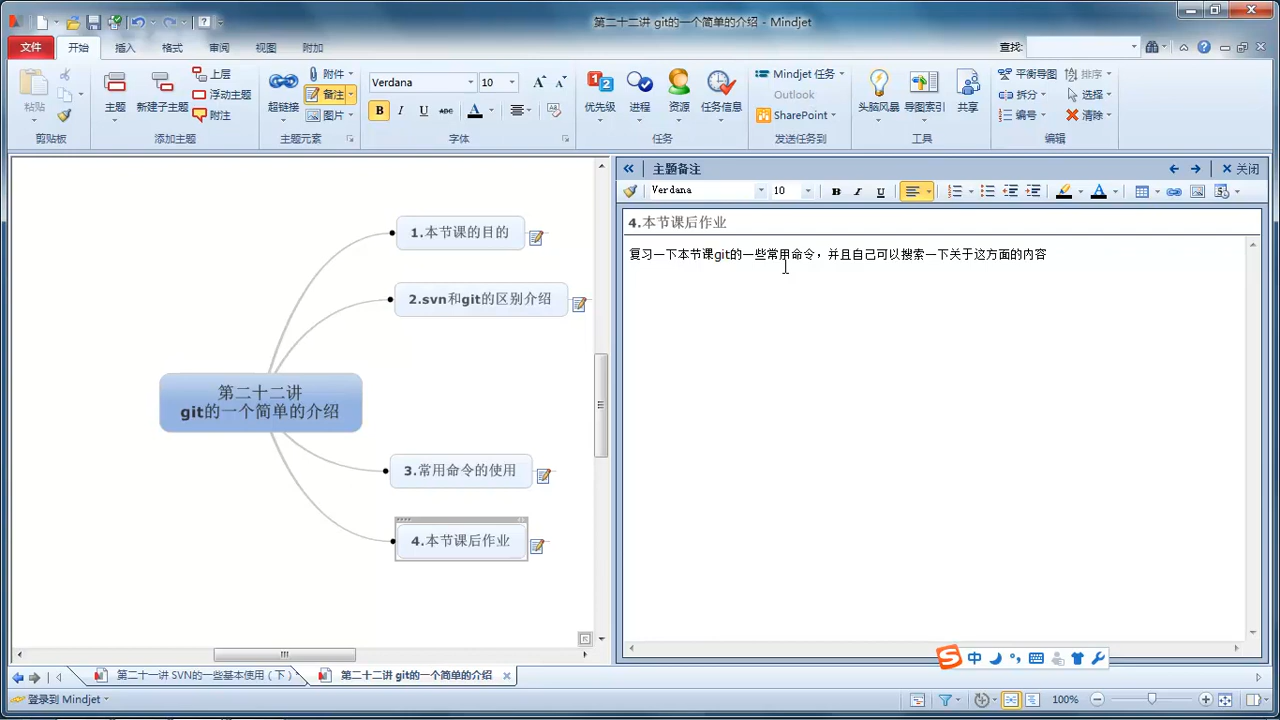 第二十二讲 git的一个简单的介绍 - Mindjet
文件 开始 插入 格式 审阅 视图 附加 查找:
粘贴
剪贴板
主题 新建子主题 上层 浮动主题 附注
添加主题
超链接 附件 备注 图片
主题元素
Verdana 10
B I U abc A
字体
优先级 进程 资源 任务信息
任务
Mindjet 任务
Outlook
SharePoint
发送任务到
头脑风暴 导图索引 共享
工具
平衡导图 排序
拆分 选择
编号 清除
编辑
1.本节课的目的
2.svn和git的区别介绍
第二十二讲
git的一个简单的介绍
3.常用命令的使用
4.本节课后作业
主题备注 关闭
Verdana 10 B I U A
4.本节课后作业
复习一下本节课git的一些常用命令，并且自己可以搜索一下关于这方面的内容
中
第二十一讲 SVN的一些基本使用（下） 第二十二讲 git的一个简单的介绍
登录到 Mindjet 100%